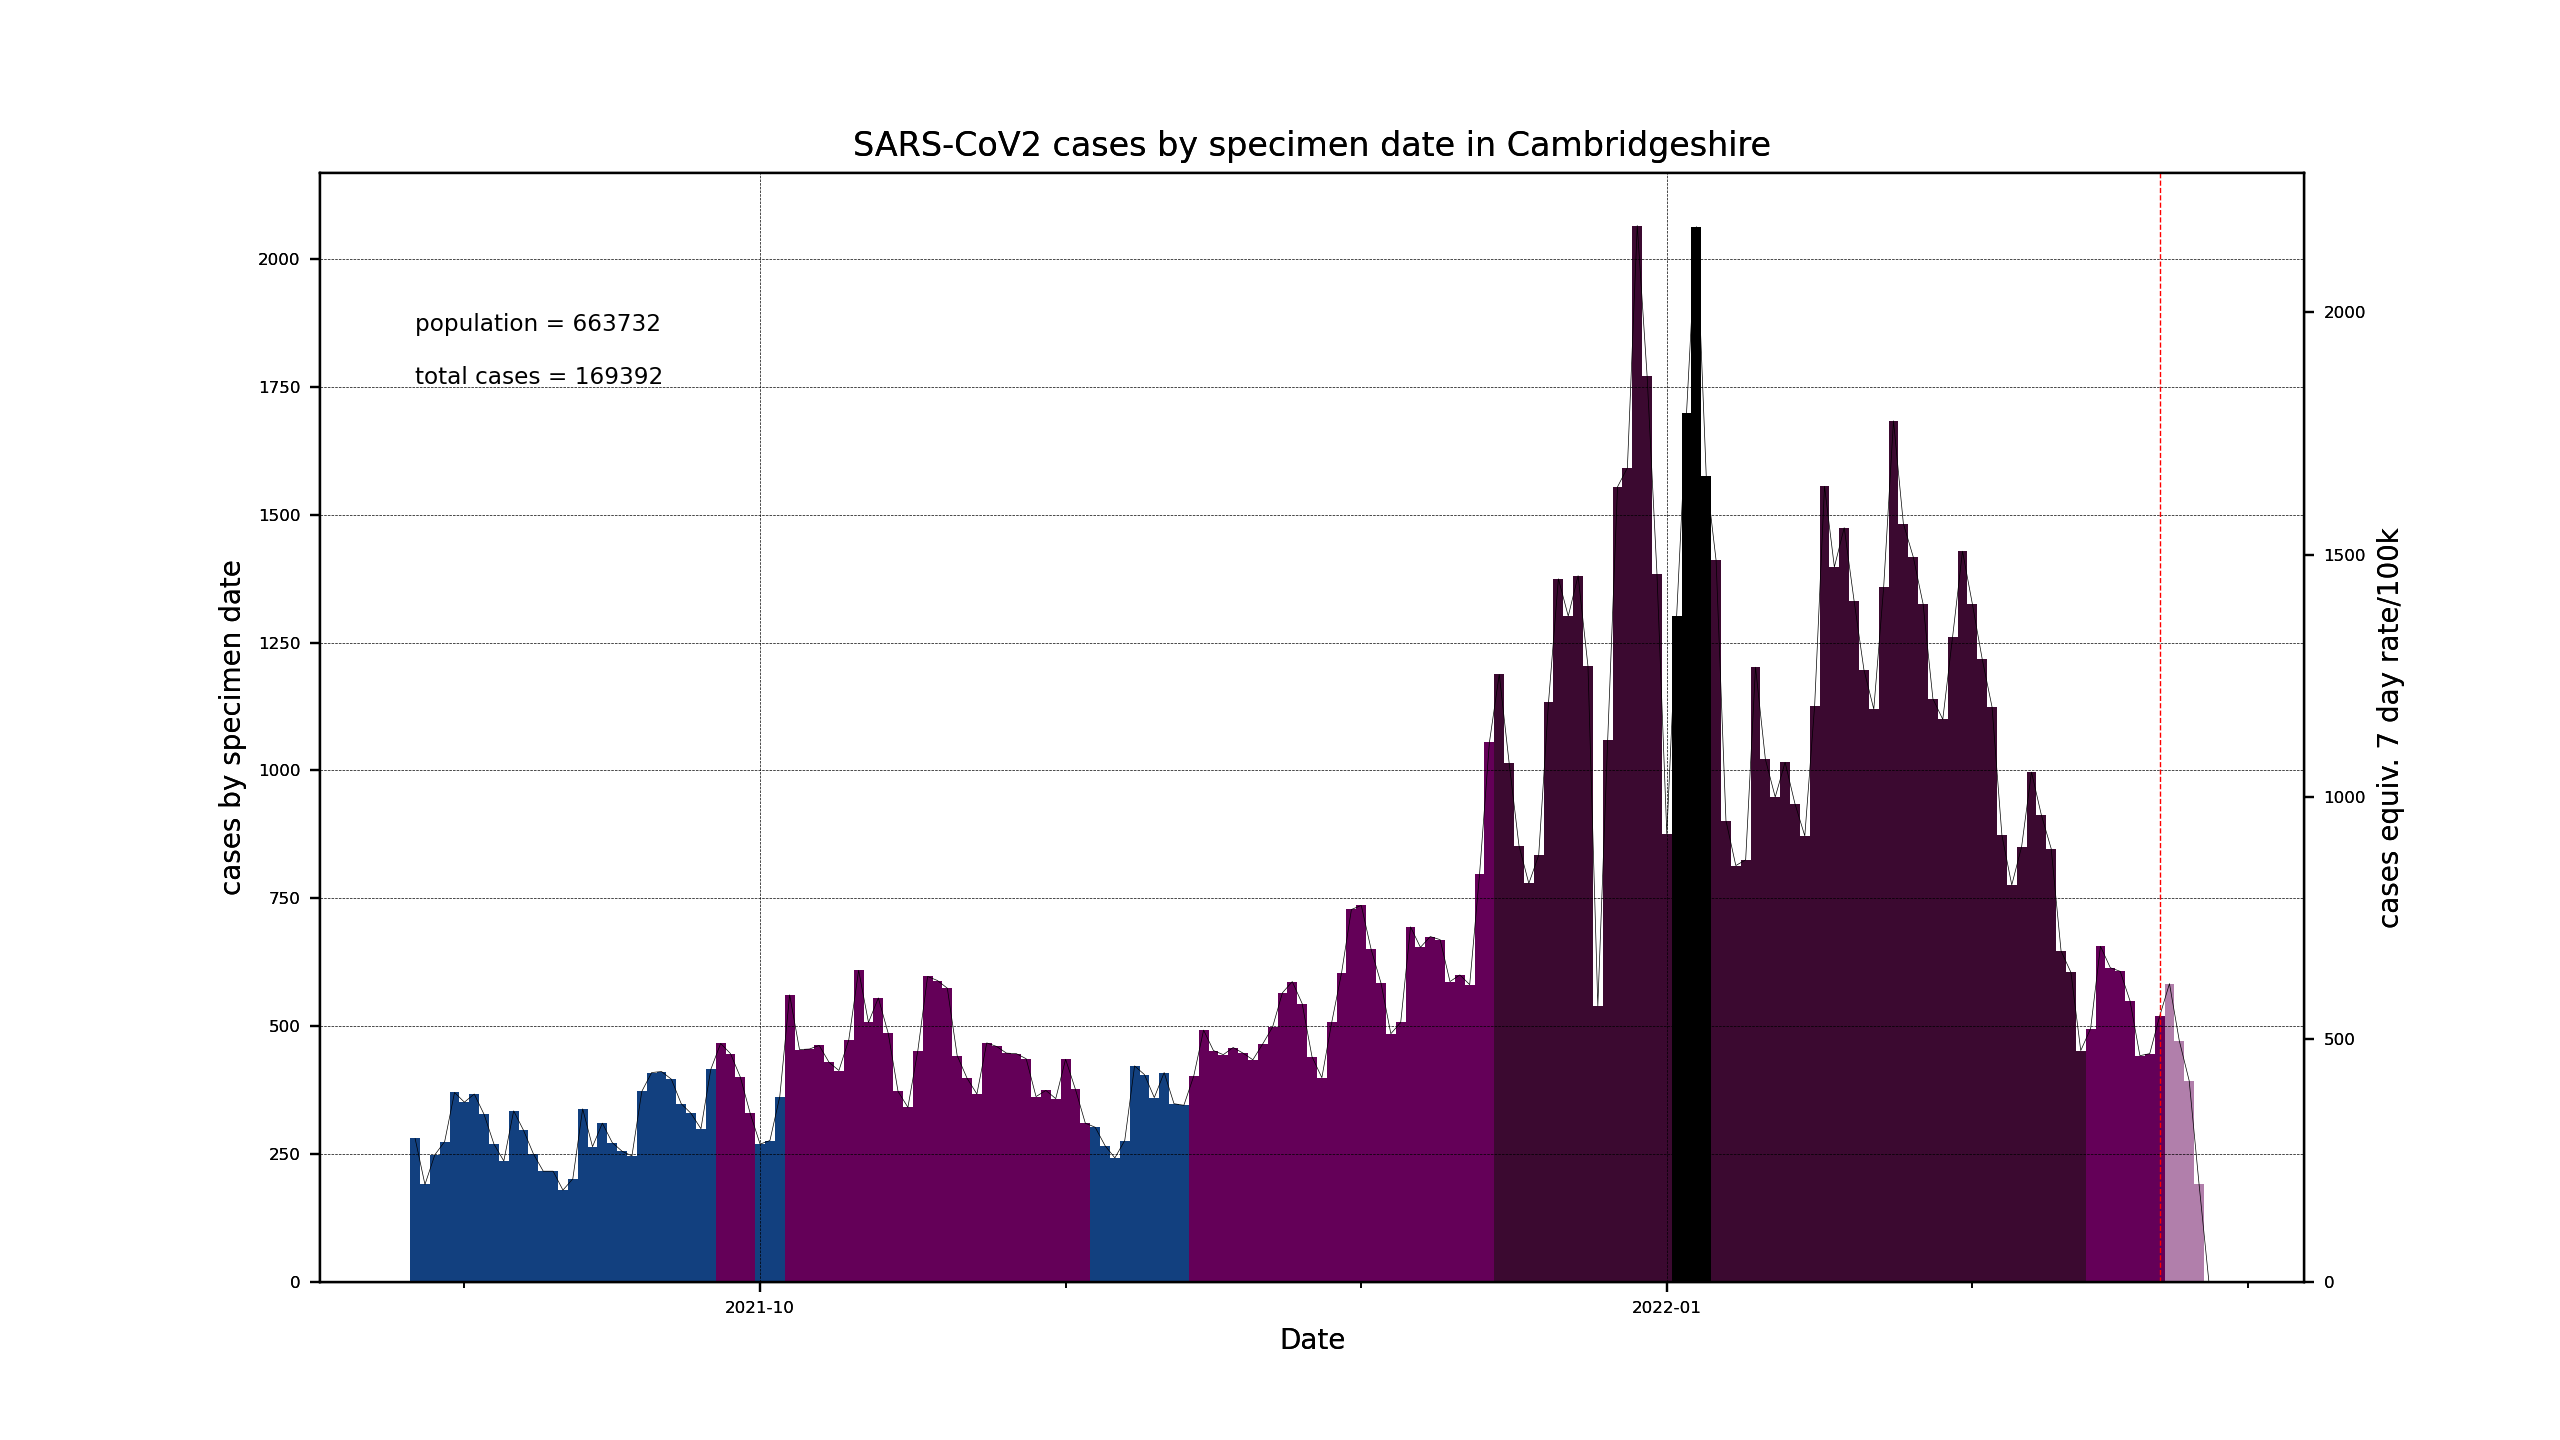 SARS-CoV2 cases by specimen date in Cambridgeshire
population = 663732
total cases = 169392
cases by specimen date
2000
1750
1500
1250
1000
750
500
250
0
2000
1500
1000
500
0
cases equiv. 7 day rate/100k
2021-10
2022-01
Date